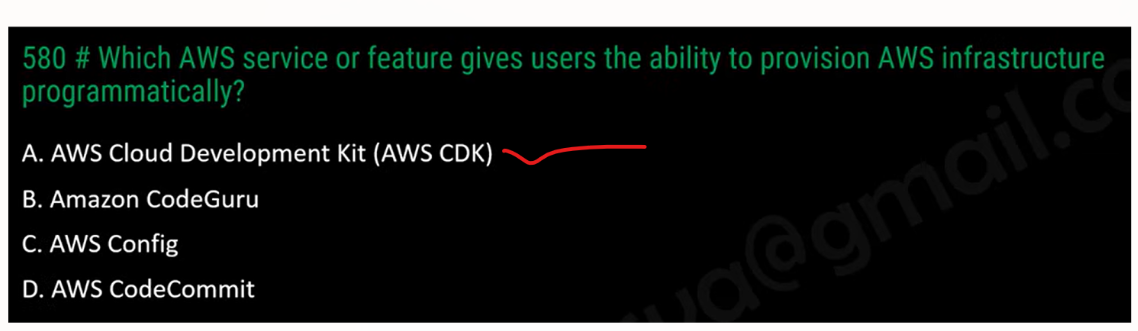 580 # Which AWS service or feature gives users the ability to provision AWS infrastructure
programmatically?
A. AWS Cloud Development Kit (AWS CDK)
B. Amazon CodeGuru
C. AWS Config
D. AWS CodeCommit